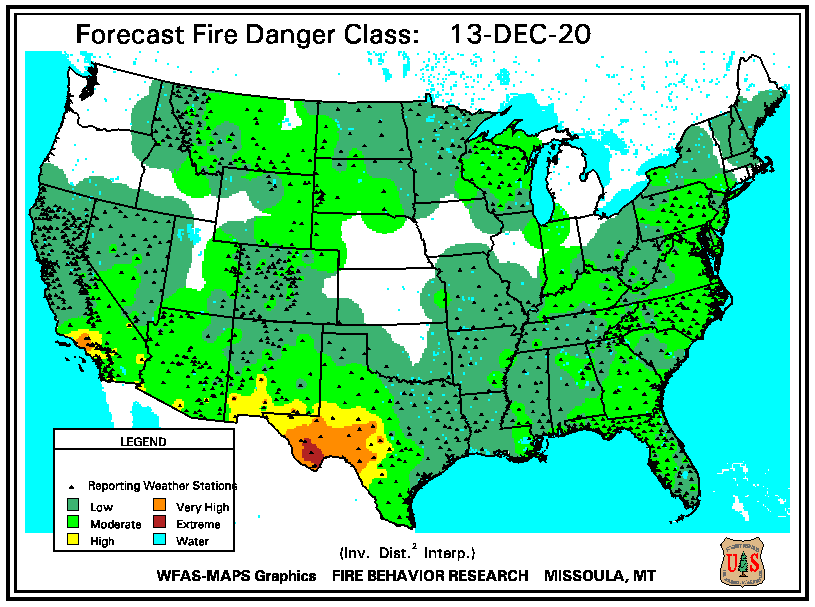 Forecast Fire Danger Class: 13-DEC-20
LEGEND
Reporting Weather Stations
Low
Very High
Moderate
Extreme
High
Water
(Inv. Dist.² Interp.)
WFAS-MAPS Graphics FIRE BEHAVIOR RESEARCH MISSOULA, MT
U S